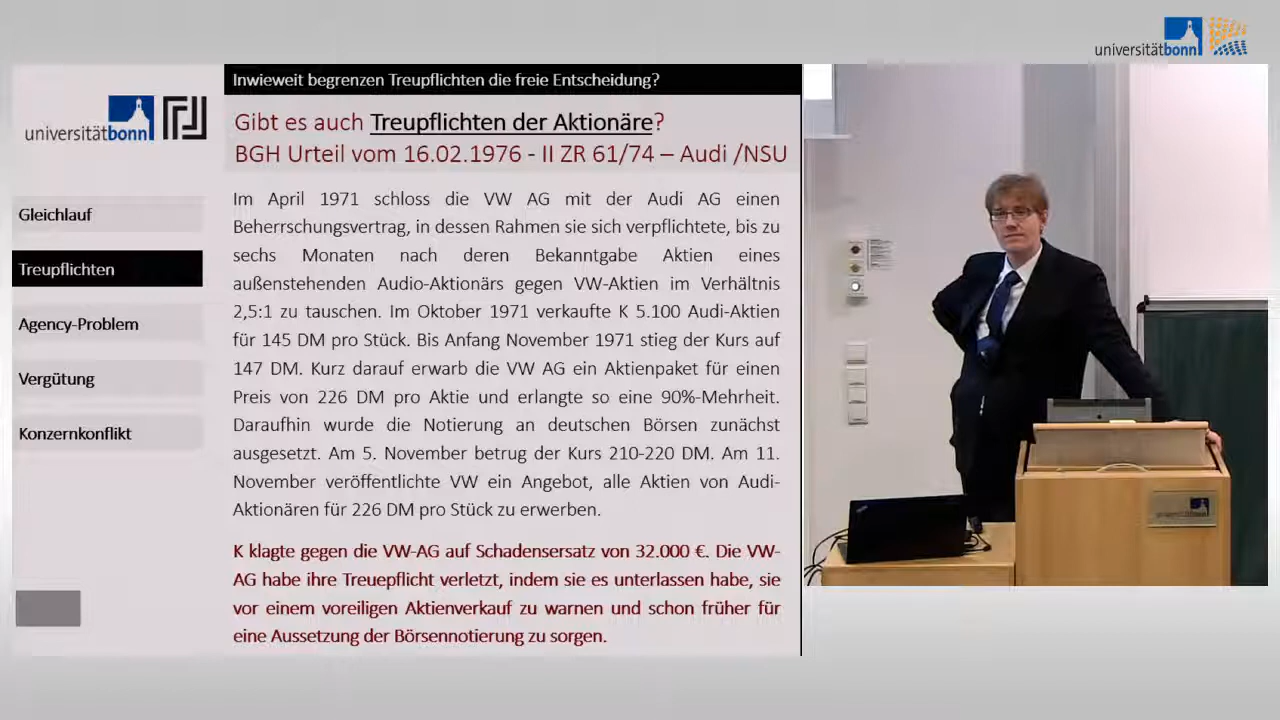 universitätbonn
Inwieweit begrenzen Treupflichten die freie Entscheidung?
universitätbonn
Gibt es auch Treupflichten der Aktionäre?
BGH Urteil vom 16.02.1976 - II ZR 61/74 – Audi /NSU
Gleichlauf
Treupflichten
Agency-Problem
Vergütung
Konzernkonflikt
Im April 1971 schloss die VW AG mit der Audi AG einen
Beherrschungsvertrag, in dessen Rahmen sie sich verpflichtete, bis zu
sechs Monaten nach deren Bekanntgabe Aktien eines
außenstehenden Audio-Aktionärs gegen VW-Aktien im Verhältnis
2,5:1 zu tauschen. Im Oktober 1971 verkaufte K 5.100 Audi-Aktien
für 145 DM pro Stück. Bis Anfang November 1971 stieg der Kurs auf
147 DM. Kurz darauf erwarb die VW AG ein Aktienpaket für einen
Preis von 226 DM pro Aktie und erlangte so eine 90%-Mehrheit.
Daraufhin wurde die Notierung an deutschen Börsen zunächst
ausgesetzt. Am 5. November betrug der Kurs 210-220 DM. Am 11.
November veröffentlichte VW ein Angebot, alle Aktien von Audi-
Aktionären für 226 DM pro Stück zu erwerben.
K klagte gegen die VW-AG auf Schadensersatz von 32.000 €. Die VW-
AG habe ihre Treuepflicht verletzt, indem sie es unterlassen habe, sie
vor einem voreiligen Aktienverkauf zu warnen und schon früher für
eine Aussetzung der Börsennotierung zu sorgen.